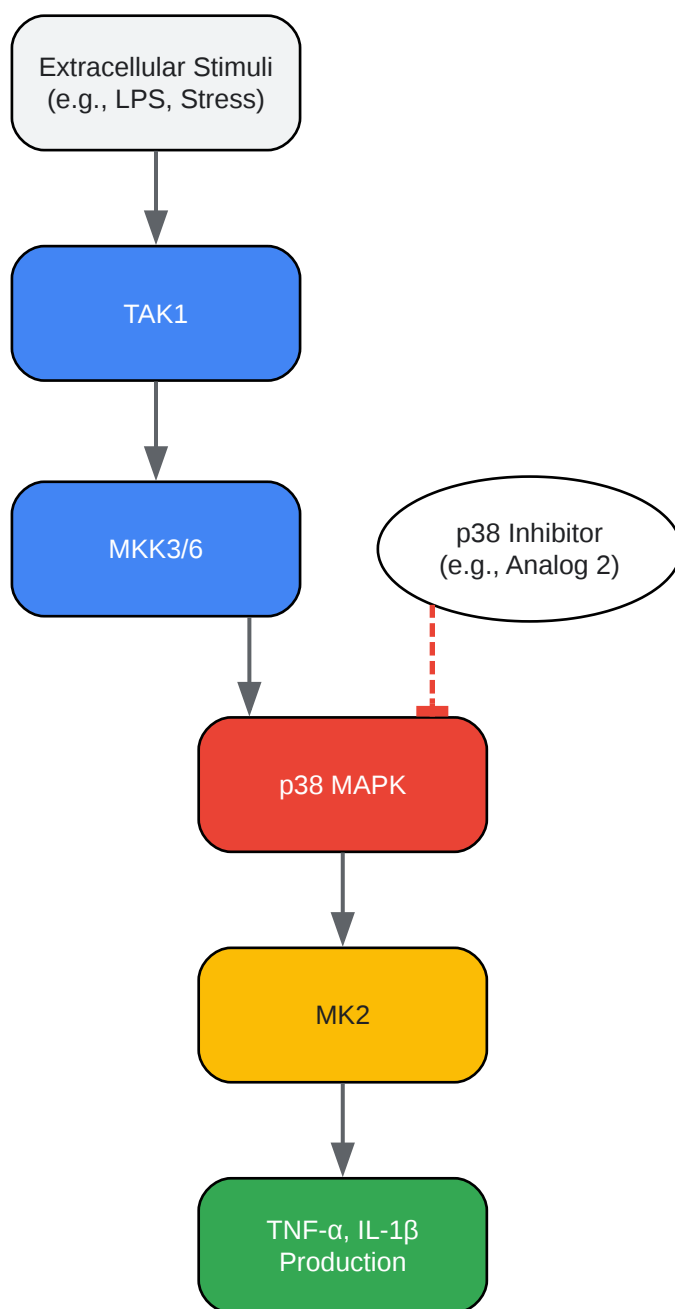 Extracellular Stimuli
(e.g., LPS, Stress)
TAK1
MKK3/6
p38 Inhibitor
(e.g., Analog 2)
p38 MAPK
MK2
TNF-α, IL-1β
Production